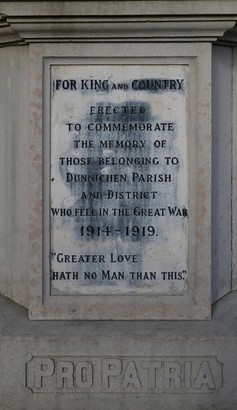 FOR KING AND COUNTRY
ERECTED
TO COMMEMORATE
THE MEMORY OF
THOSE BELONGING TO
DUNNICHEN PARISH
AND DISTRICT
WHO FELL IN THE GREAT WAR
1914-1919.
"GREATER LOVE
HATH NO MAN THAN THIS."
PRO PATRIA